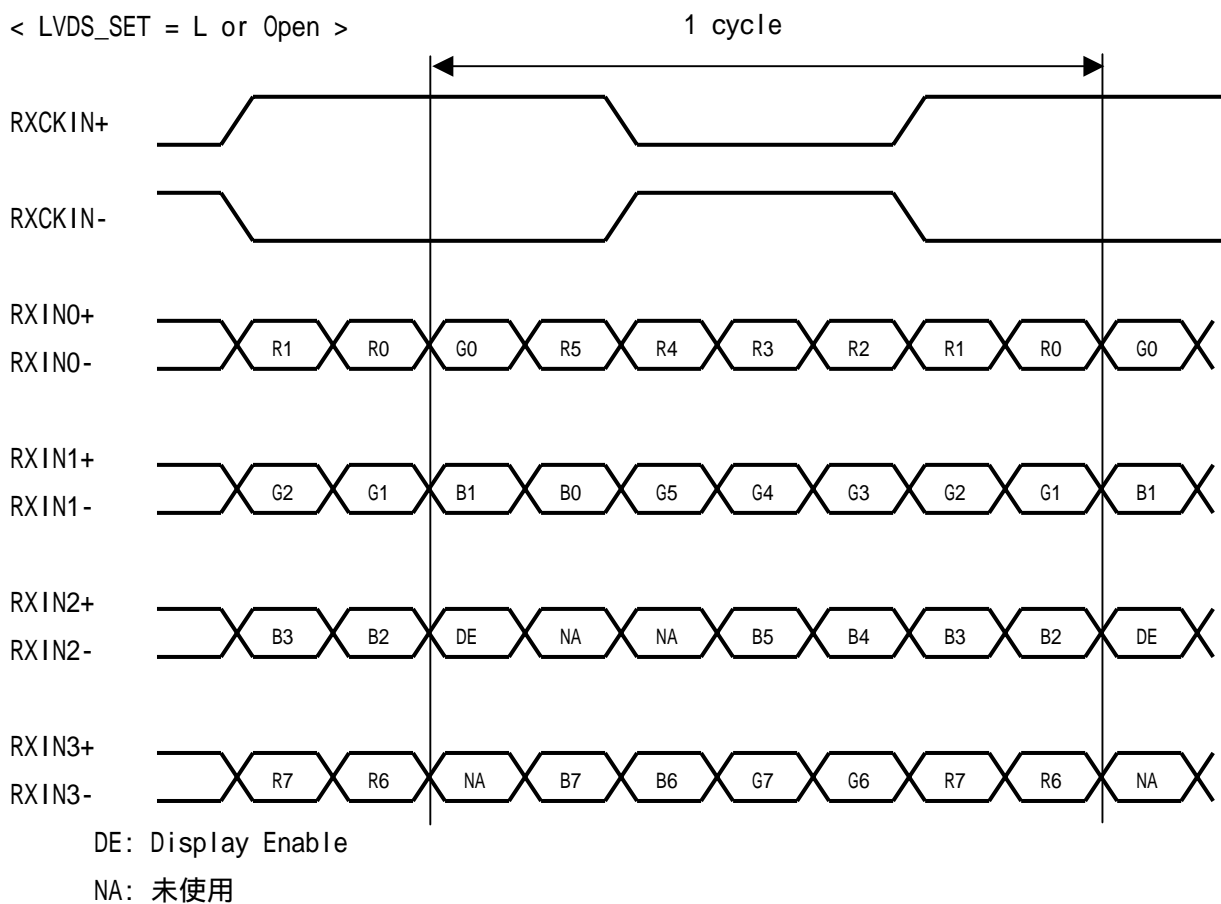 < LVDS_SET = L or Open > 1 cycle
RXCKIN+
RXCKIN-
RXIN0+
R1 R0 G0 R5 R4 R3 R2 R1 R0 G0
RXIN0-
RXIN1+
G2 G1 B1 B0 G5 G4 G3 G2 G1 B1
RXIN1-
RXIN2+
B3 B2 DE NA NA B5 B4 B3 B2 DE
RXIN2-
RXIN3+
R7 R6 NA B7 B6 G7 G6 R7 R6 NA
RXIN3-
DE: Display Enable
NA: 未使用